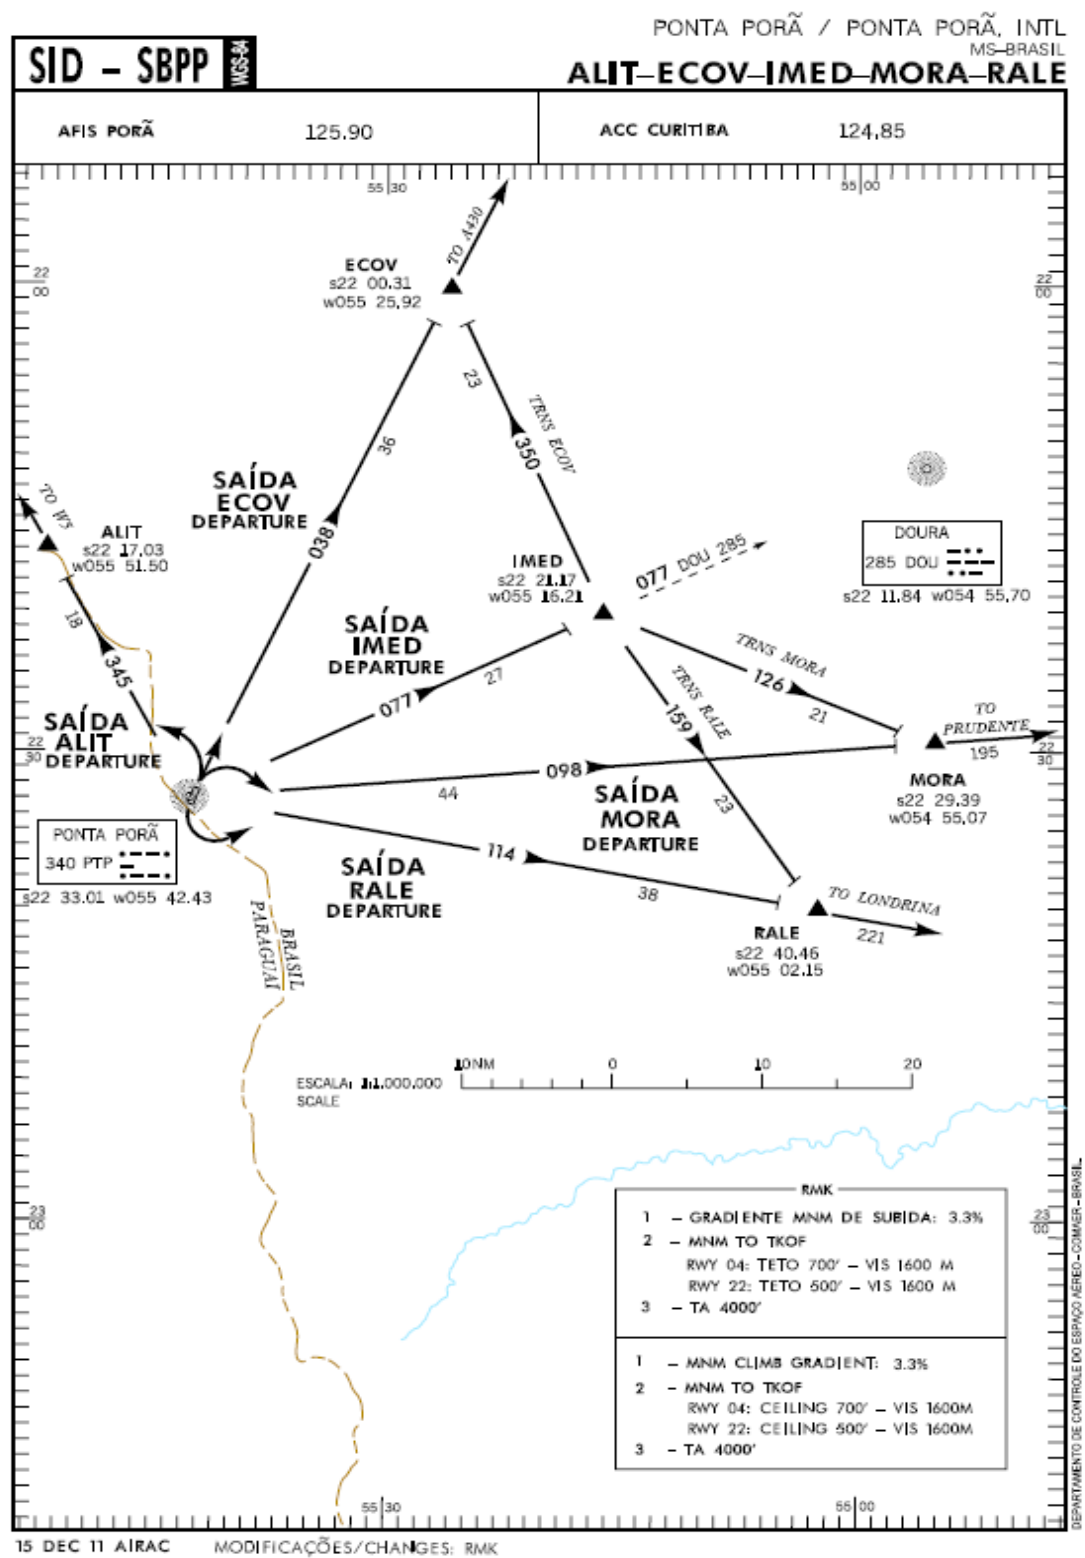 PONTA PORÃ / PONTA PORÃ, INTL
MS-BRASIL
SID - SBPP
WGS-84
ALIT-ECOV-IMED-MORA-RALE
AFIS PORÃ 125.90
ACC CURITIBA 124.85
55 30
55 00
TO A430
ECOV
s22 00.31
w055 25.92
22
00
22
00
23
36
TRNS ECOV
350
SAÍDA
ECOV
DEPARTURE
038
TO W5
ALIT
s22 17.03
w055 51.50
18
345
DOURA
285 DOU
s22 11.84 w054 55.70
IMED
s22 21.17
w055 16.21
077 DOU 285
SAÍDA
IMED
DEPARTURE
077
27
TRNS MORA
126
21
TRNS RALE
159
23
TO
PRUDENTE
195
SAÍDA
ALIT
DEPARTURE
22
30
22
30
098
44
MORA
s22 29.39
w054 55.07
SAÍDA
MORA
DEPARTURE
PONTA PORÃ
340 PTP
s22 33.01 w055 42.43
114
38
SAÍDA
RALE
DEPARTURE
TO LONDRINA
221
RALE
s22 40.46
w055 02.15
BRASIL
PARAGUAI
10NM 0 10 20
ESCALA: 1:1.000.000
SCALE
23
00
23
00
RMK
1 - GRADIENTE MNM DE SUBIDA: 3.3%
2 - MNM TO TKOF
RWY 04: TETO 700' - VIS 1600 M
RWY 22: TETO 500' - VIS 1600 M
3 - TA 4000'
1 - MNM CLIMB GRADIENT: 3.3%
2 - MNM TO TKOF
RWY 04: CEILING 700' - VIS 1600M
RWY 22: CEILING 500' - VIS 1600M
3 - TA 4000'
55 30
55 00
DEPARTAMENTO DE CONTROLE DO ESPAÇO AÉREO-COMAER-BRASIL
15 DEC 11 AIRAC MODIFICAÇÕES/CHANGES: RMK